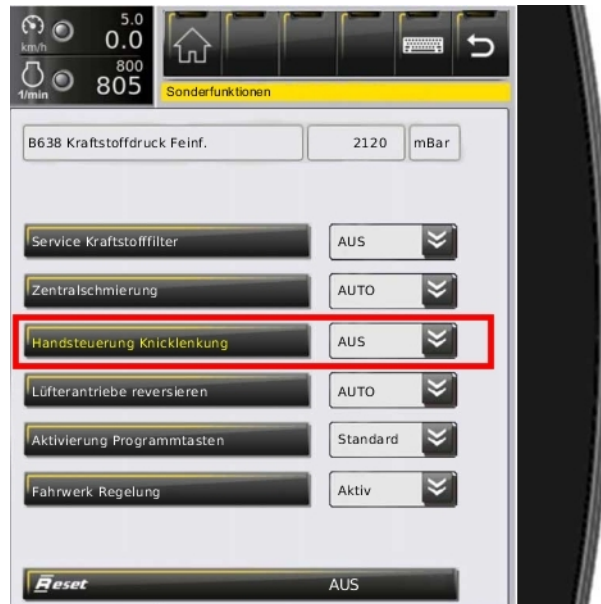 5.0
km/h 0.0
800
1/min 805
Sonderfunktionen
B638 Kraftstoffdruck Feinf. 2120 mBar
Service Kraftstofffilter AUS
Zentralschmierung AUTO
Handsteuerung Knicklenkung AUS
Lüfterantriebe reversieren AUTO
Aktivierung Programmtasten Standard
Fahrwerk Regelung Aktiv
Reset AUS